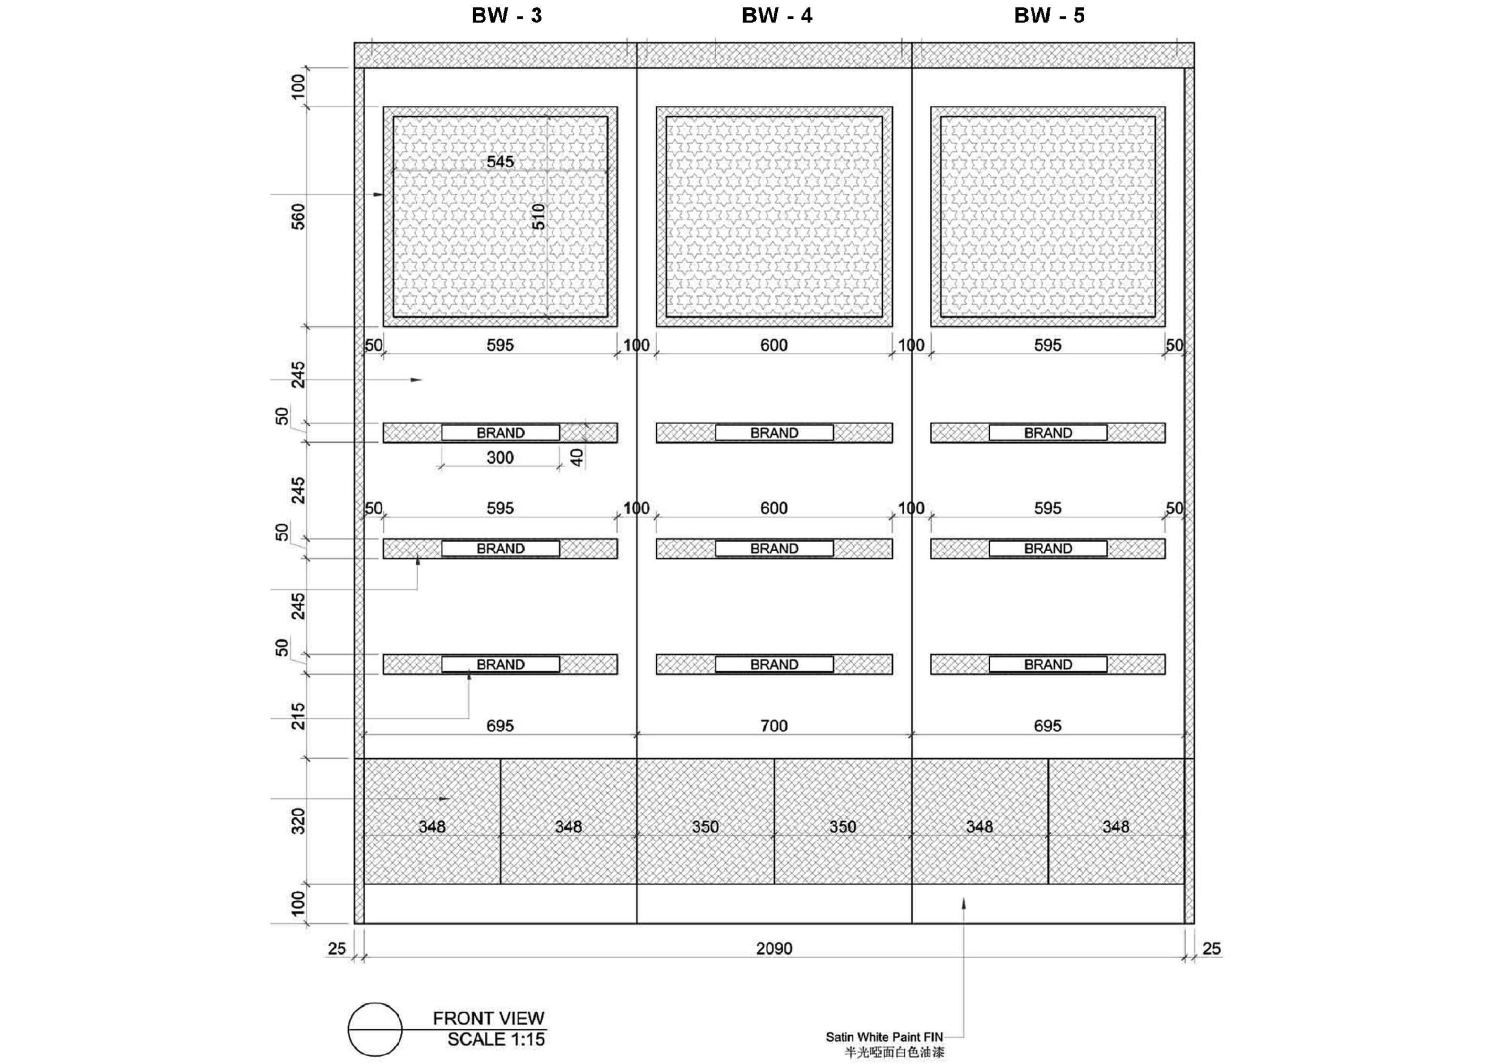 BW - 3 BW - 4 BW - 5
100
545
560
510
50 595 100 600 100 595 50
245
50
BRAND BRAND BRAND
300 40
245
50 595 100 600 100 595 50
50
BRAND BRAND BRAND
245
50
BRAND BRAND BRAND
215
695 700 695
320
348 348 350 350 348 348
100
25 2090 25
FRONT VIEW
SCALE 1:15
Satin White Paint FIN
半光啞面白色油漆